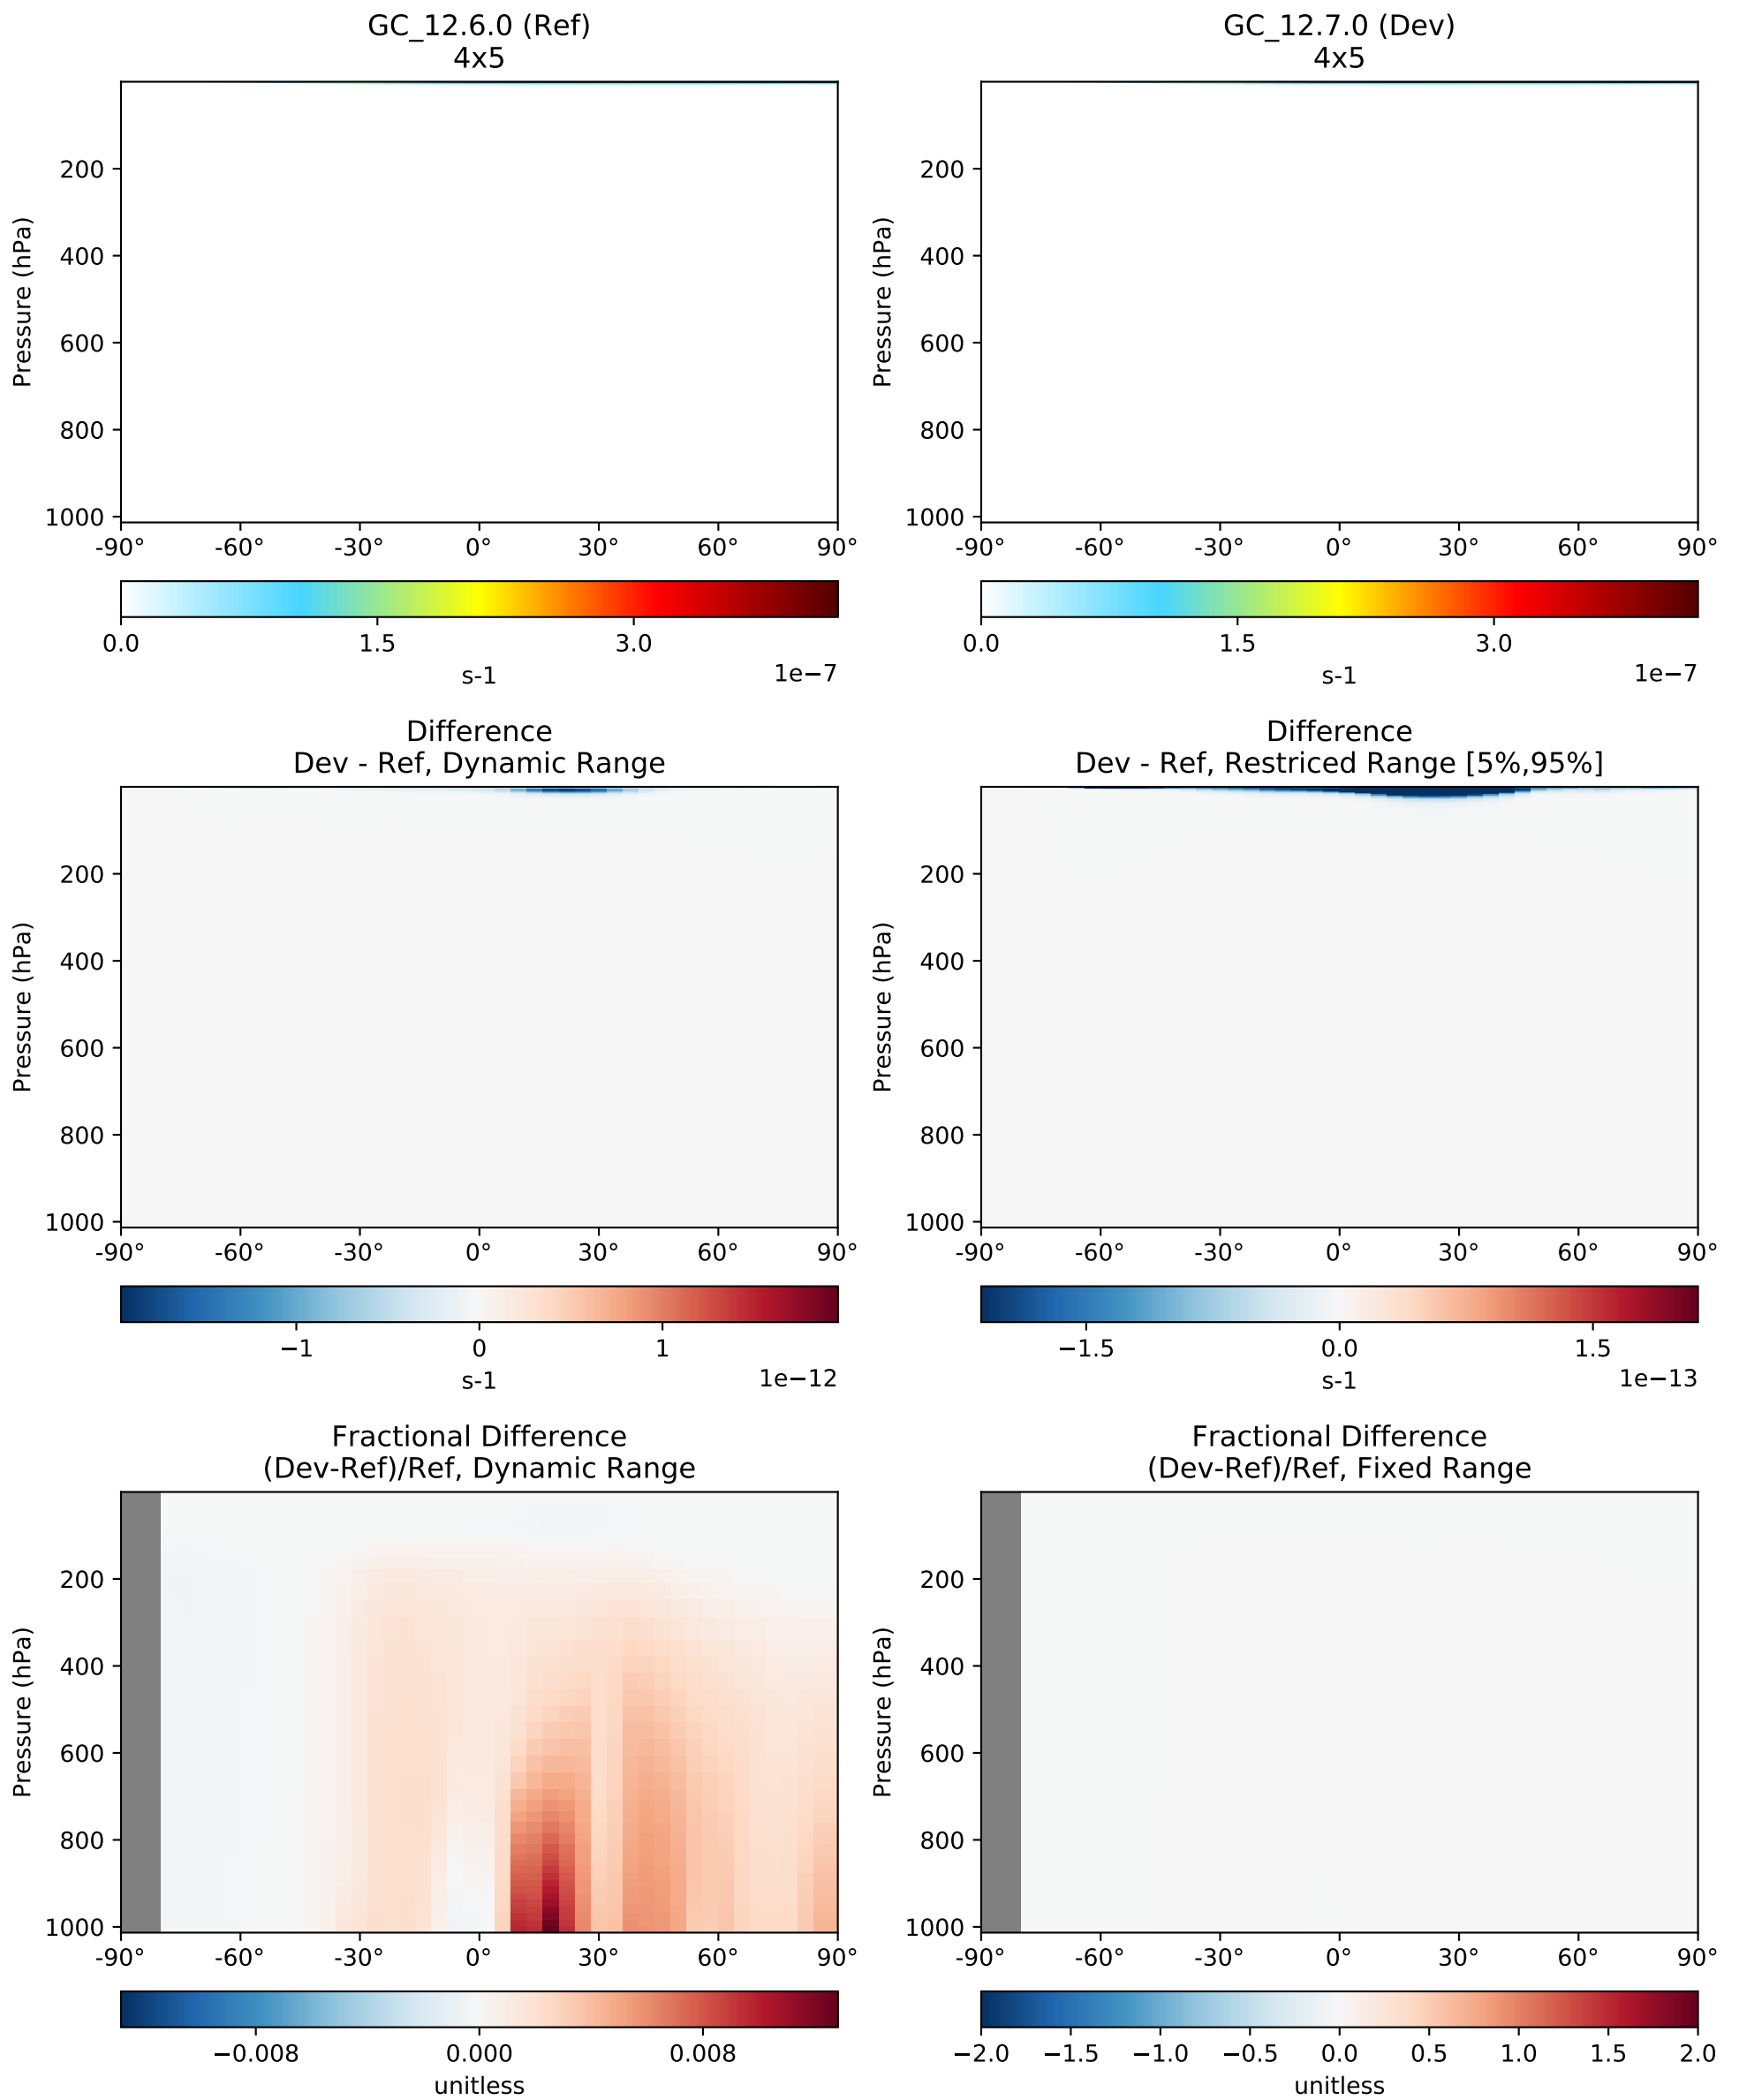 GC_12.6.0 (Ref)
4x5
GC_12.7.0 (Dev)
4x5
Pressure (hPa)
200
400
600
800
1000
-90° -60° -30° 0° 30° 60° 90°
0.0 1.5 3.0
s-1
1e−7
Pressure (hPa)
200
400
600
800
1000
-90° -60° -30° 0° 30° 60° 90°
0.0 1.5 3.0
s-1
1e−7
Difference
Dev - Ref, Dynamic Range
Difference
Dev - Ref, Restriced Range [5%,95%]
Pressure (hPa)
200
400
600
800
1000
-90° -60° -30° 0° 30° 60° 90°
−1 0 1
s-1
1e−12
Pressure (hPa)
200
400
600
800
1000
-90° -60° -30° 0° 30° 60° 90°
−1.5 0.0 1.5
s-1
1e−13
Fractional Difference
(Dev-Ref)/Ref, Dynamic Range
Fractional Difference
(Dev-Ref)/Ref, Fixed Range
Pressure (hPa)
200
400
600
800
1000
-90° -60° -30° 0° 30° 60° 90°
−0.008 0.000 0.008
unitless
Pressure (hPa)
200
400
600
800
1000
-90° -60° -30° 0° 30° 60° 90°
−2.0 −1.5 −1.0 −0.5 0.0 0.5 1.0 1.5 2.0
unitless